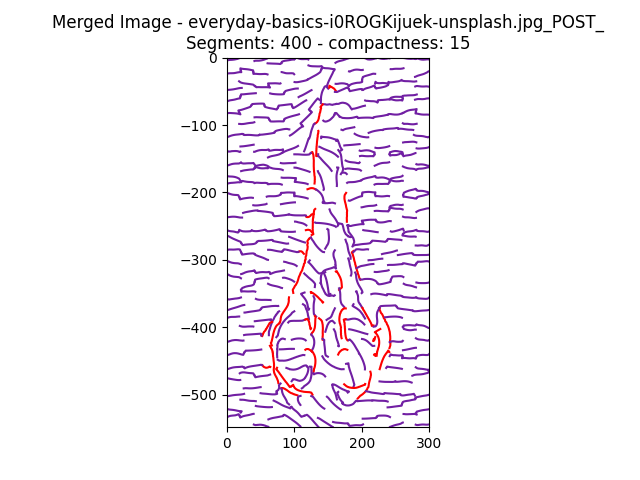 Merged Image - everyday-basics-i0ROGKijuek-unsplash.jpg_POST_
Segments: 400 - compactness: 15
0
−100
−200
−300
−400
−500
0 100 200 300